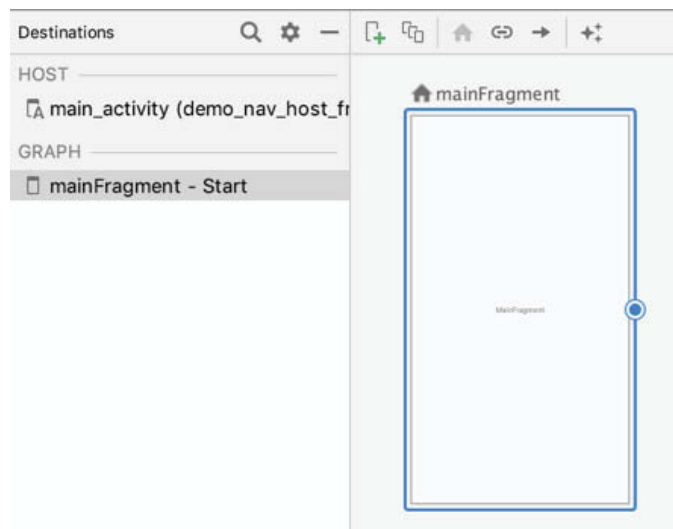 Destinations
HOST
main_activity (demo_nav_host_fr
GRAPH
mainFragment - Start
mainFragment
MainFragment